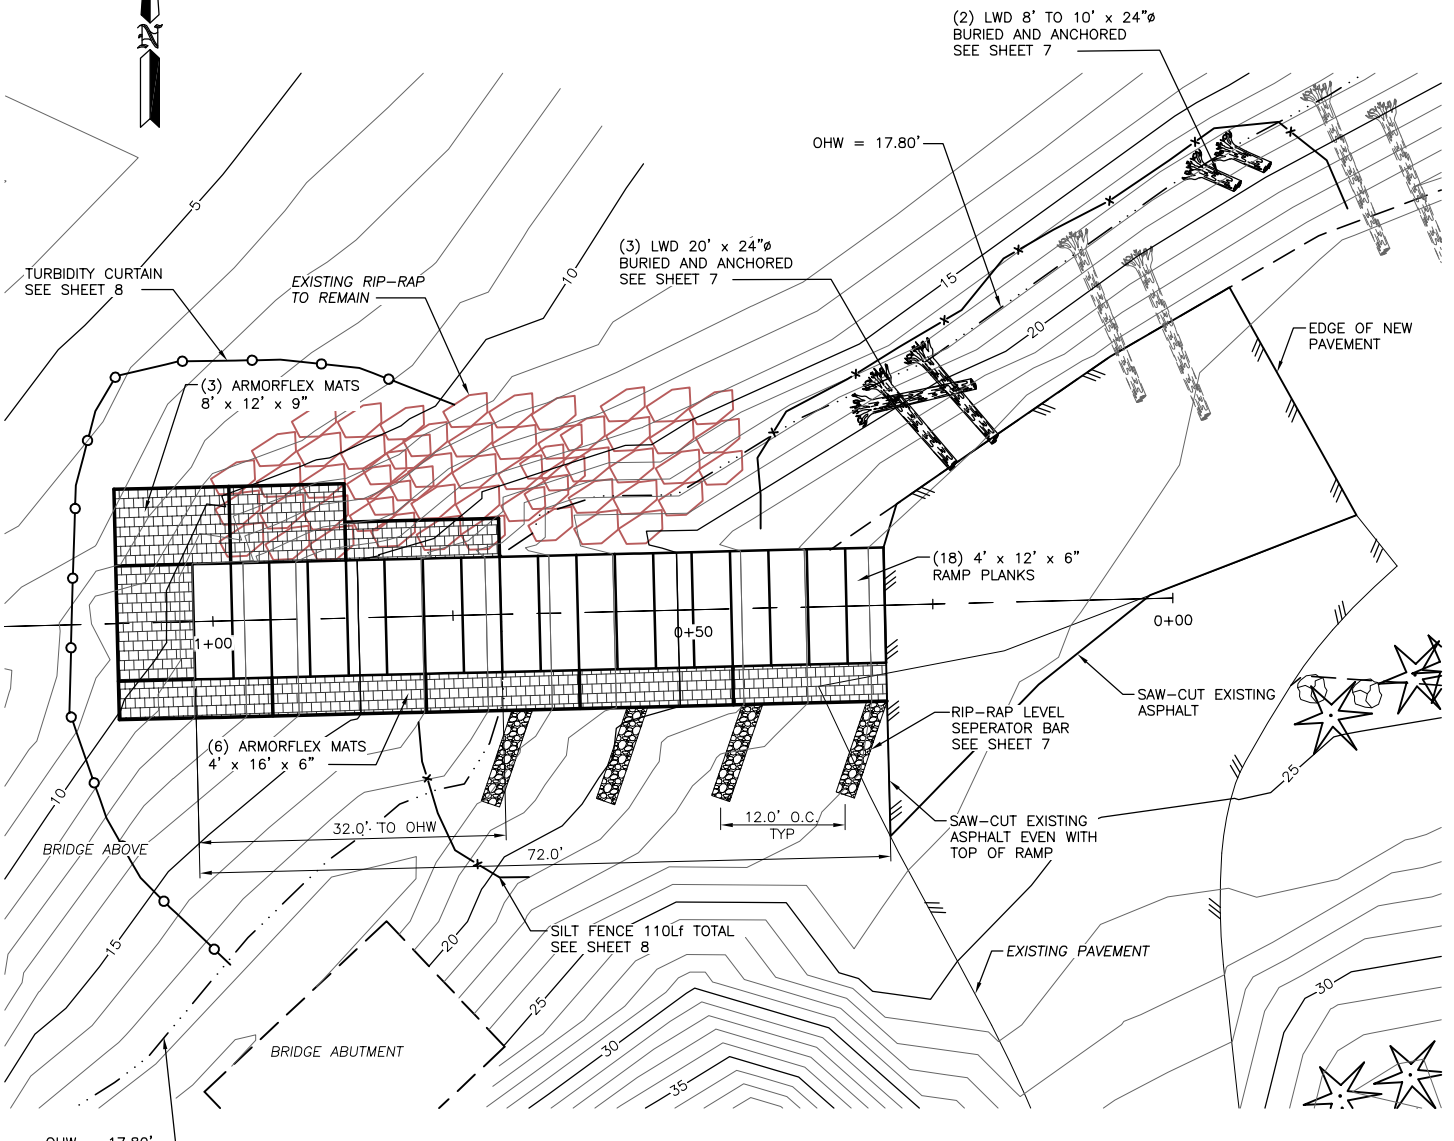 (2) LWD 8' TO 10' x 24"ø
BURIED AND ANCHORED
SEE SHEET 7
N
OHW = 17.80'
5
(3) LWD 20' x 24"ø
BURIED AND ANCHORED
SEE SHEET 7
TURBIDITY CURTAIN
SEE SHEET 8
EXISTING RIP-RAP
TO REMAIN
10
15
20
EDGE OF NEW
PAVEMENT
(3) ARMORFLEX MATS
8' x 12' x 9"
(18) 4' x 12' x 6"
RAMP PLANKS
1+00
0+50
0+00
SAW-CUT EXISTING
ASPHALT
RIP-RAP LEVEL
SEPERATOR BAR
SEE SHEET 7
(6) ARMORFLEX MATS
4' x 16' x 6"
25
10
32.0' TO OHW
12.0' O.C.
TYP
SAW-CUT EXISTING
ASPHALT EVEN WITH
TOP OF RAMP
BRIDGE ABOVE
72.0'
15
20
SILT FENCE 110Lf TOTAL
SEE SHEET 8
EXISTING PAVEMENT
30
25
BRIDGE ABUTMENT
30
35
OHW = 17.80'